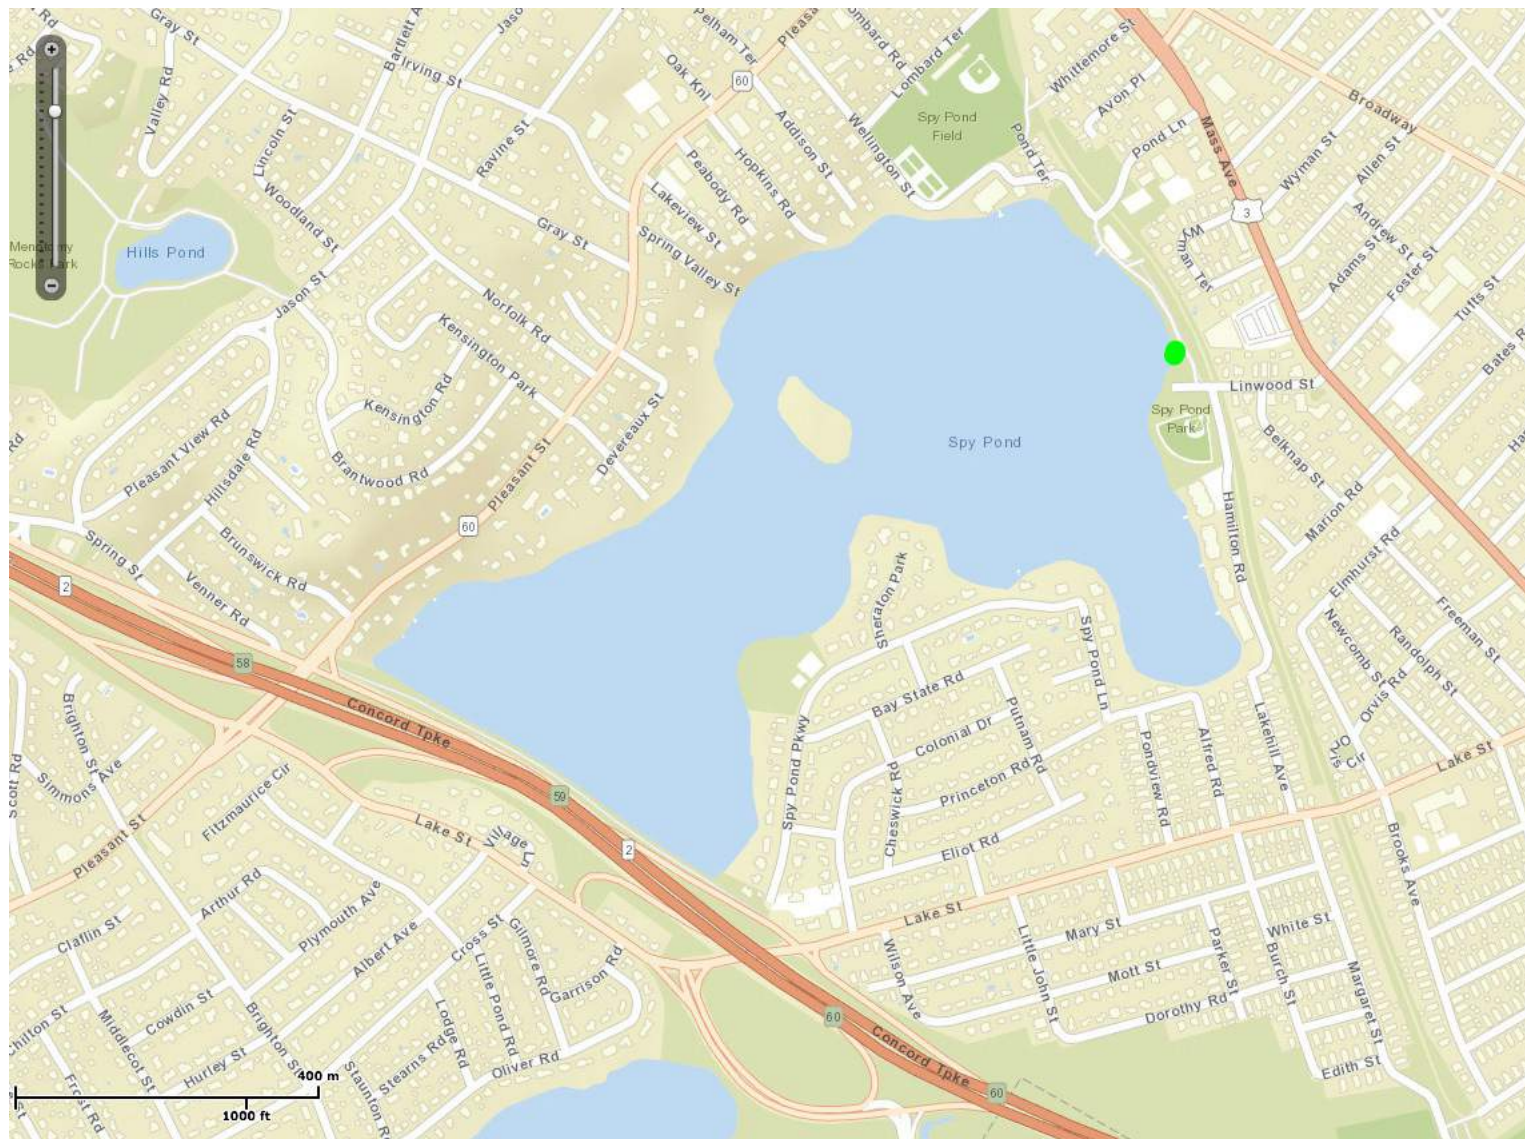 Gray St
Bartlett A
Irving St
Valley Rd
Lincoln St
Ravine St
Woodland St
Pelham Ter
Oak Knl
60
Addison St
Hopkins Rd
Peabody Rd
Lakeview St
Spring Valley St
Gray St
Wellington St
Lombard Ter
Spy Pond
Field
Pond Ter
Whittemore St
Avon Pl
Pond Ln
Mass Ave
Broadway
Wyman St
Allen St
3
Andrew St
Adams St
Foster St
Tufts St
Wyman Ter
Hills Pond
Jason St
Norfolk Rd
Kensington Park
Kensington Rd
Brantwood Rd
Devereaux St
Pleasant St
60
Pleasant View Rd
Hillsdale Rd
Spring St
Brunswick Rd
Venner Rd
Linwood St
Spy Pond
Park
Spy Pond
Belknap St
Marion Rd
Hamilton Rd
Elmhurst Rd
Freeman St
Randolph St
Newcomb St
Orvis Rd
Sheraton Park
Spy Pond Ln
Bay State Rd
Colonial Dr
Putnam Rd
Princeton Rd
Cheswick Rd
Eliot Rd
Spy Pond Pkwy
Pondview Rd
Alfred Rd
Lakehill Ave
Lake St
Brooks Ave
2
58
Concord Tpke
59
2
Brighton St
Simmons Ave
Scott Rd
Fitzmaurice Cir
Pleasant St
Lake St
Village Ln
Arthur Rd
Plymouth Ave
Claflin St
Albert Ave
Cross St
Gilmore Rd
Garrison Rd
Little Pond Rd
Lodge Rd
Cowdin St
Middlecot St
Brighton St
Hurley St
Stearns Rd
Staunton Rd
Oliver Rd
Lake St
Wilson Ave
Mary St
Little John St
Mott St
Parker St
White St
Burch St
Dorothy Rd
Margaret St
Edith St
60
Concord Tpke
60
400 m
1000 ft